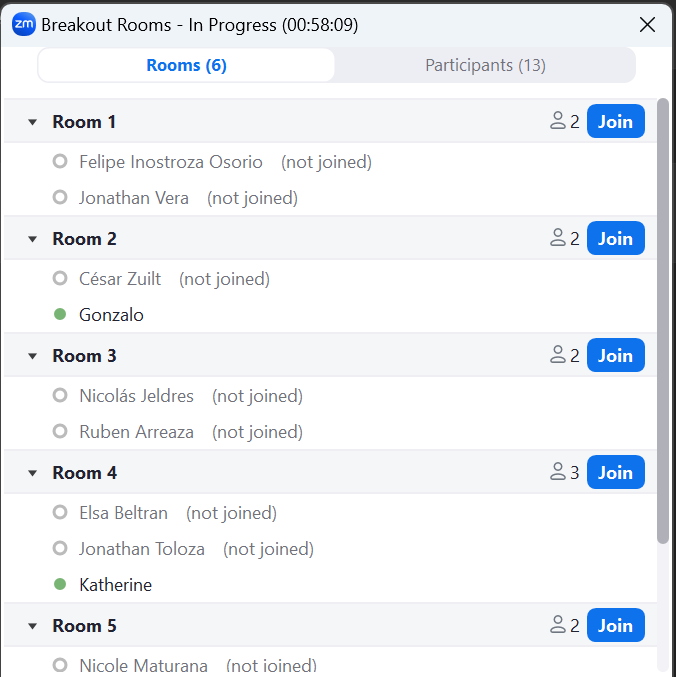 zm Breakout Rooms - In Progress (00:58:09)
Rooms (6) Participants (13)
Room 1 2 Join
Felipe Inostroza Osorio (not joined)
Jonathan Vera (not joined)
Room 2 2 Join
César Zuilt (not joined)
Gonzalo
Room 3 2 Join
Nicolás Jeldres (not joined)
Ruben Arreaza (not joined)
Room 4 3 Join
Elsa Beltran (not joined)
Jonathan Toloza (not joined)
Katherine
Room 5 2 Join
Nicole Maturana (not joined)